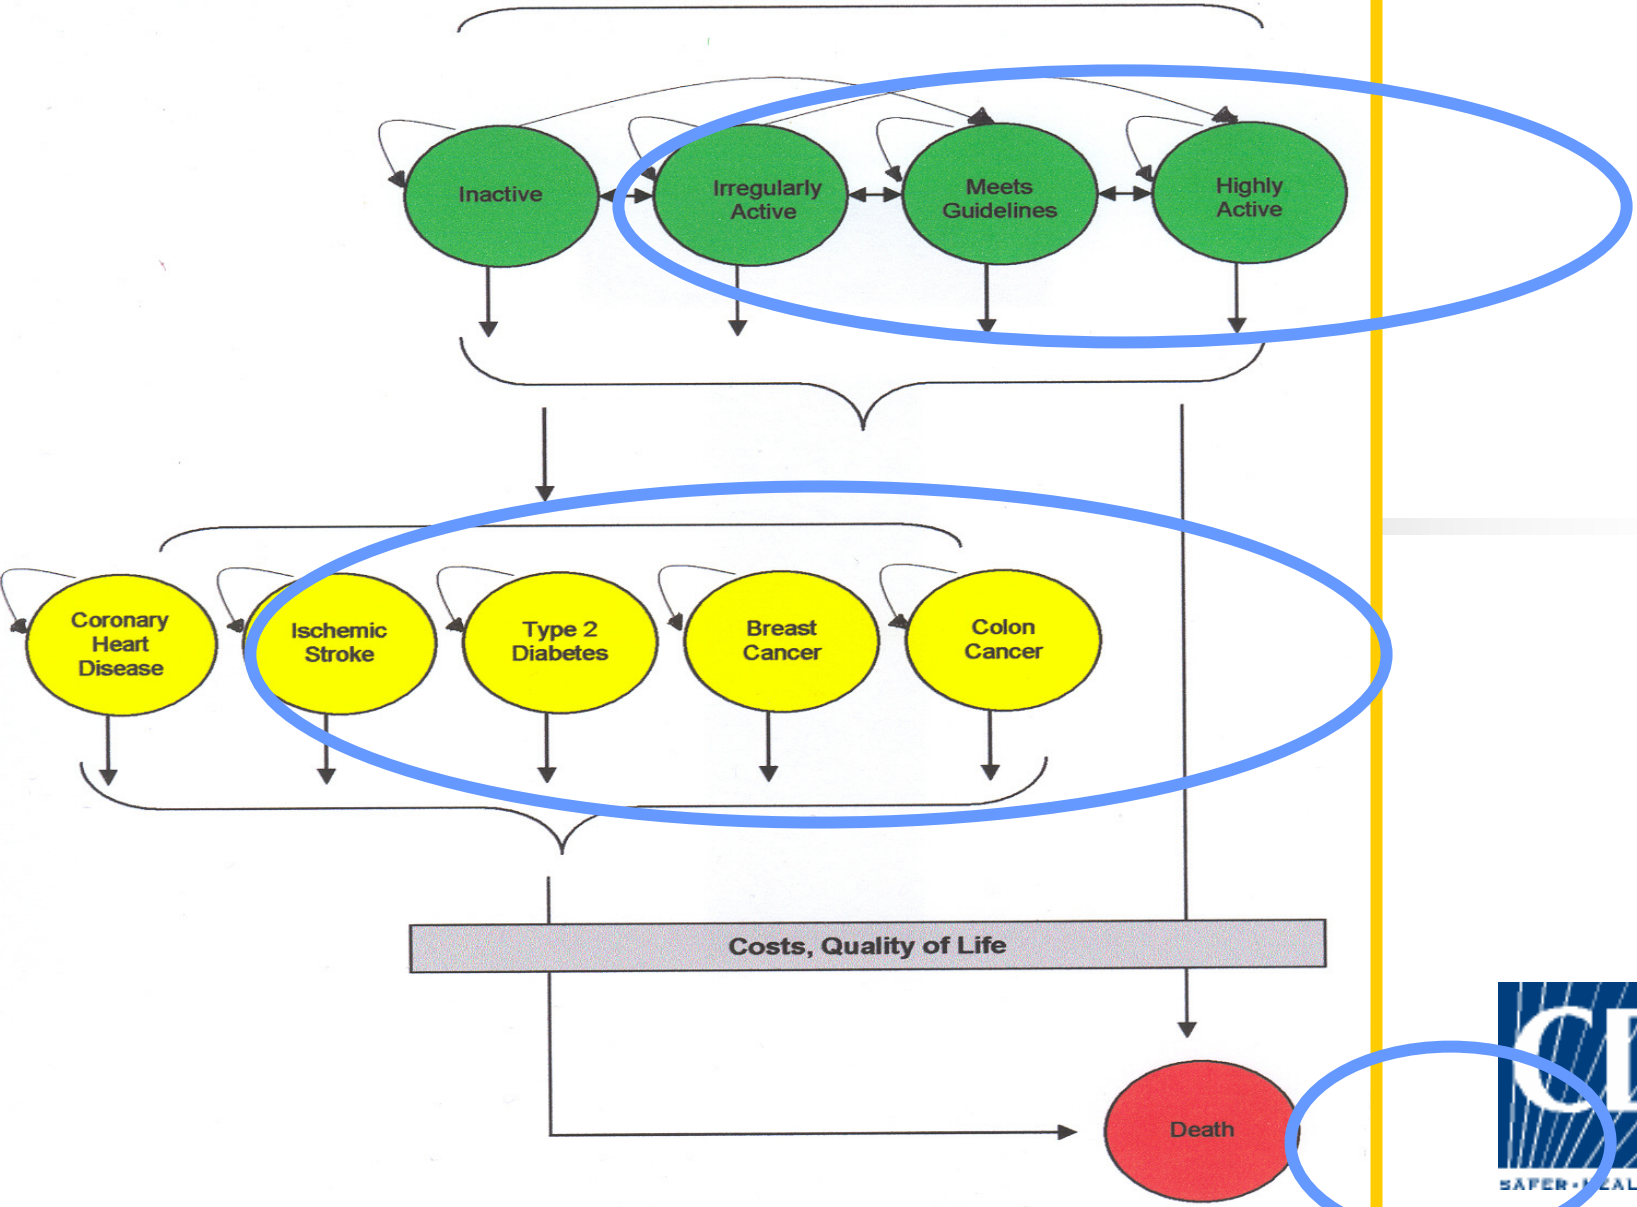 Inactive
Irregularly
Active
Meets
Guidelines
Highly
Active
Coronary
Heart
Disease
Ischemic
Stroke
Type 2
Diabetes
Breast
Cancer
Colon
Cancer
Costs, Quality of Life
Death
SAFER·